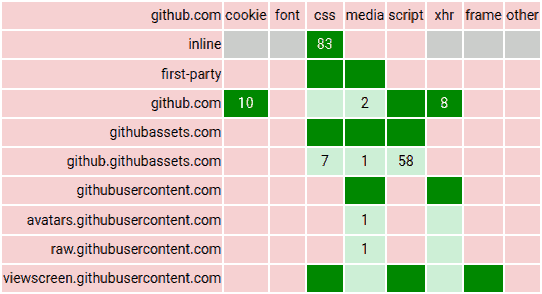 github.com cookie font css media script xhr frame other
inline 83
first-party
github.com 10 2 8
githubassets.com
github.githubassets.com 7 1 58
githubusercontent.com
avatars.githubusercontent.com 1
raw.githubusercontent.com 1
viewscreen.githubusercontent.com